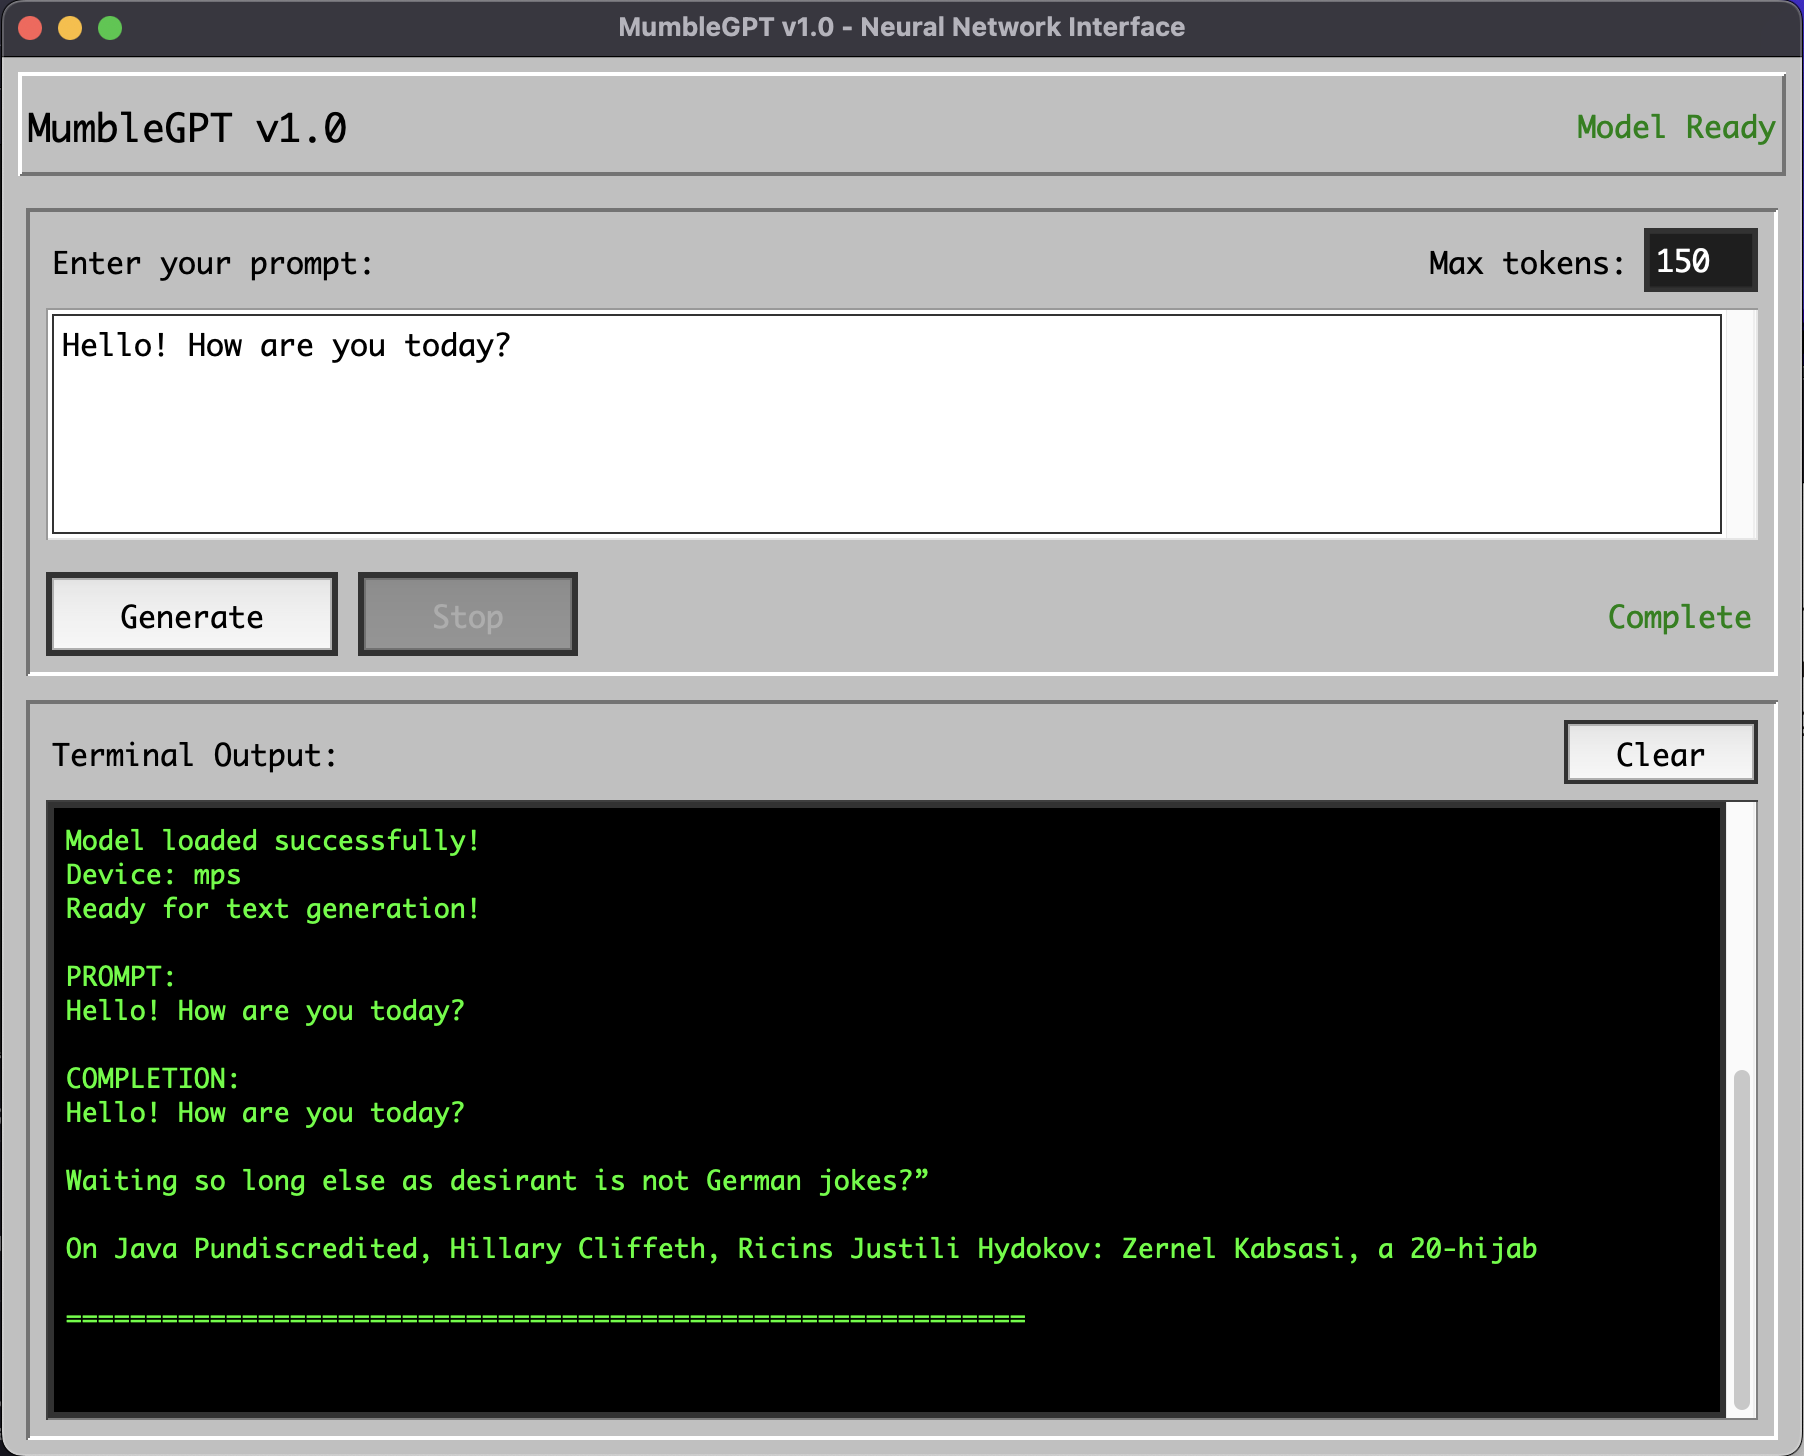 MumbleGPT v1.0 - Neural Network Interface
MumbleGPT v1.0
Model Ready
Enter your prompt:
Max tokens: 150
Hello! How are you today?
Generate
Stop
Complete
Terminal Output:
Clear
Model loaded successfully!
Device: mps
Ready for text generation!
PROMPT:
Hello! How are you today?
COMPLETION:
Hello! How are you today?
Waiting so long else as desirant is not German jokes?”
On Java Pundiscredited, Hillary Cliffeth, Ricins Justili Hydokov: Zernel Kabsasi, a 20-hijab
============================================================